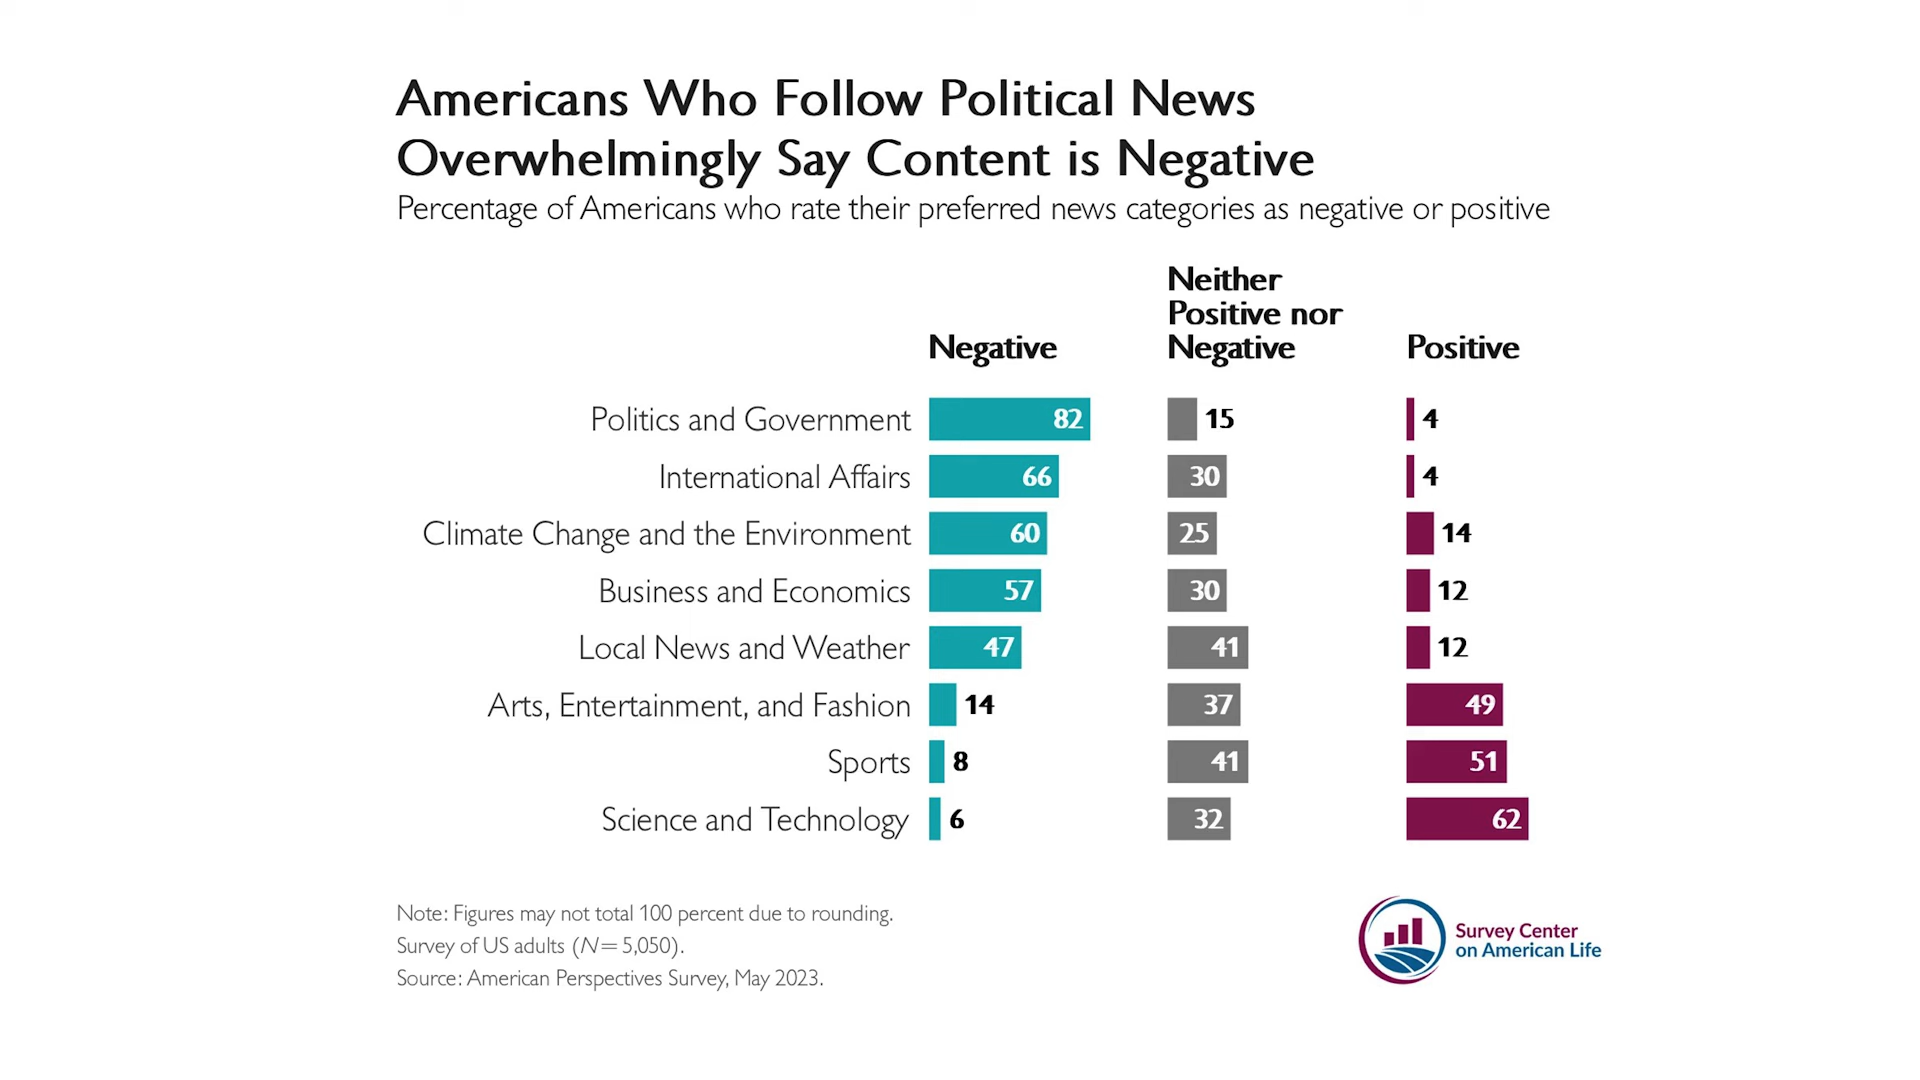 Americans Who Follow Political News
Overwhelmingly Say Content is Negative
Percentage of Americans who rate their preferred news categories as negative or positive
Negative
Neither
Positive nor
Negative
Positive
Politics and Government 82 15 4
International Affairs 66 30 4
Climate Change and the Environment 60 25 14
Business and Economics 57 30 12
Local News and Weather 47 41 12
Arts, Entertainment, and Fashion 14 37 49
Sports 8 41 51
Science and Technology 6 32 62
Note: Figures may not total 100 percent due to rounding.
Survey of US adults (N = 5,050).
Source: American Perspectives Survey, May 2023.
Survey Center
on American Life